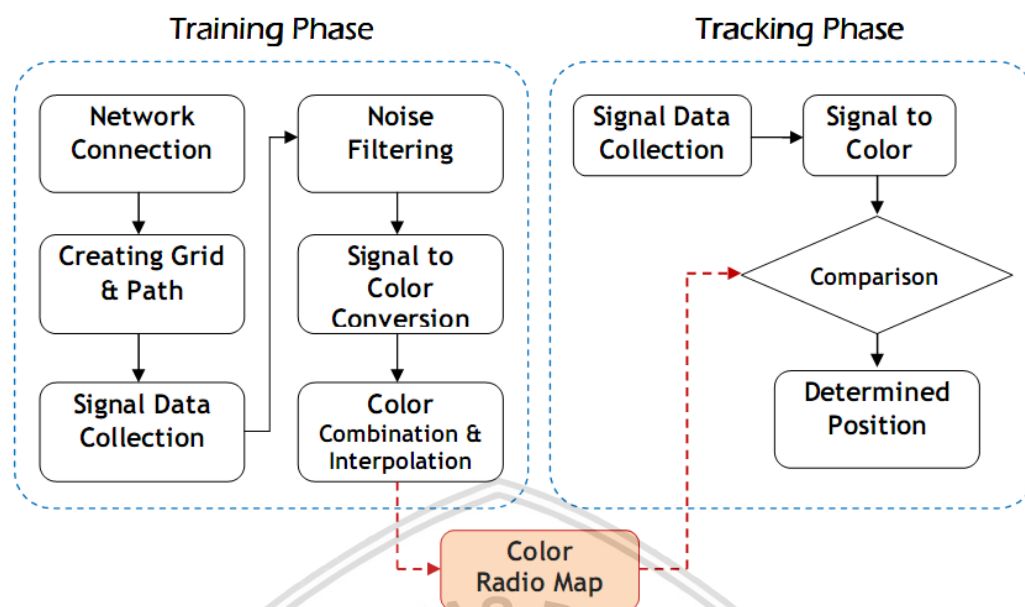 Training Phase
Network
Connection
Creating Grid
& Path
Signal Data
Collection
Noise
Filtering
Signal to
Color
Conversion
Color
Combination &
Interpolation
Tracking Phase
Signal Data
Collection
Signal to
Color
Comparison
Determined
Position
Color
Radio Map